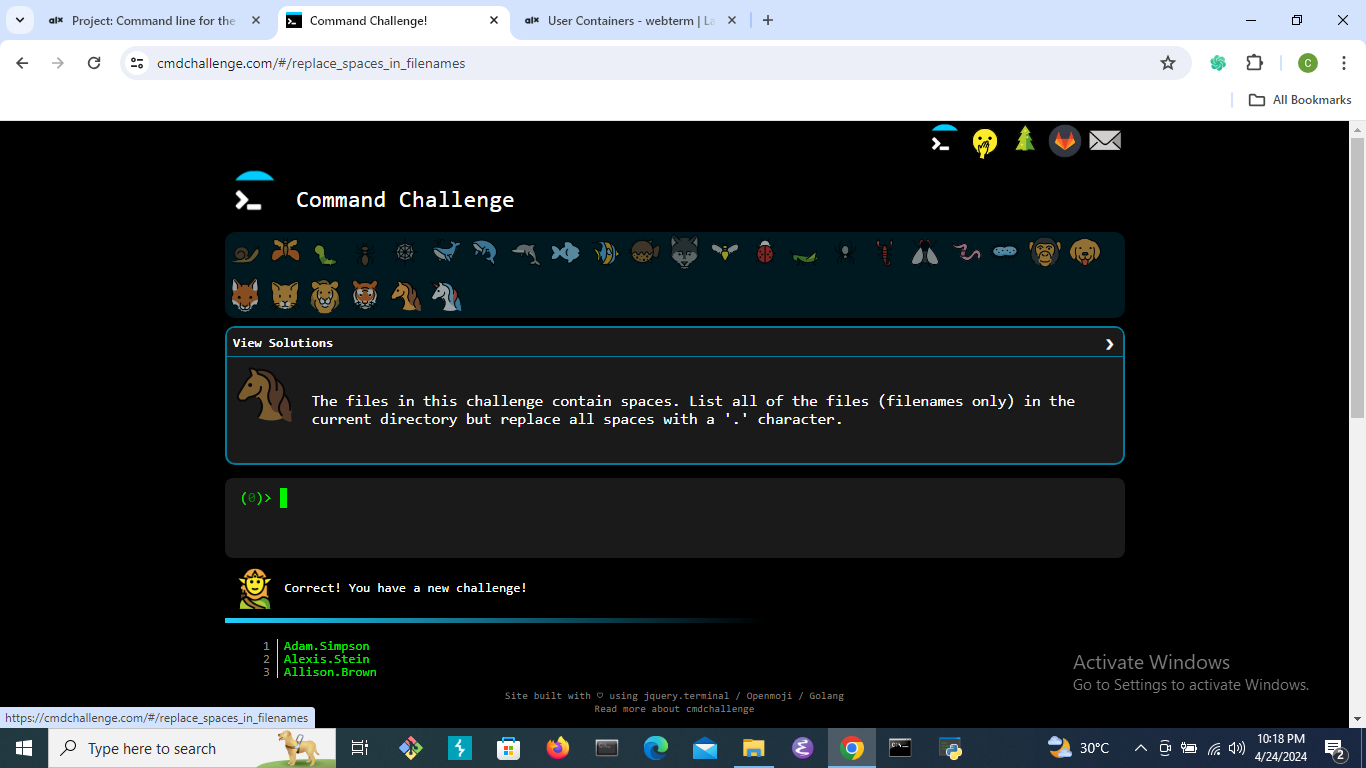 Project: Command line for the
Command Challenge!
User Containers - webterm | La
cmdchallenge.com/#/replace_spaces_in_filenames
C
All Bookmarks
Command Challenge
View Solutions
The files in this challenge contain spaces. List all of the files (filenames only) in the
current directory but replace all spaces with a '.' character.
(0)>
Correct! You have a new challenge!
1 Adam.Simpson
2 Alexis.Stein
3 Allison.Brown
Activate Windows
Go to Settings to activate Windows.
Site built with ♡ using jquery.terminal / Openmoji / Golang
Read more about cmdchallenge
https://cmdchallenge.com/#/replace_spaces_in_filenames
Type here to search
30°C
10:18 PM
4/24/2024
2